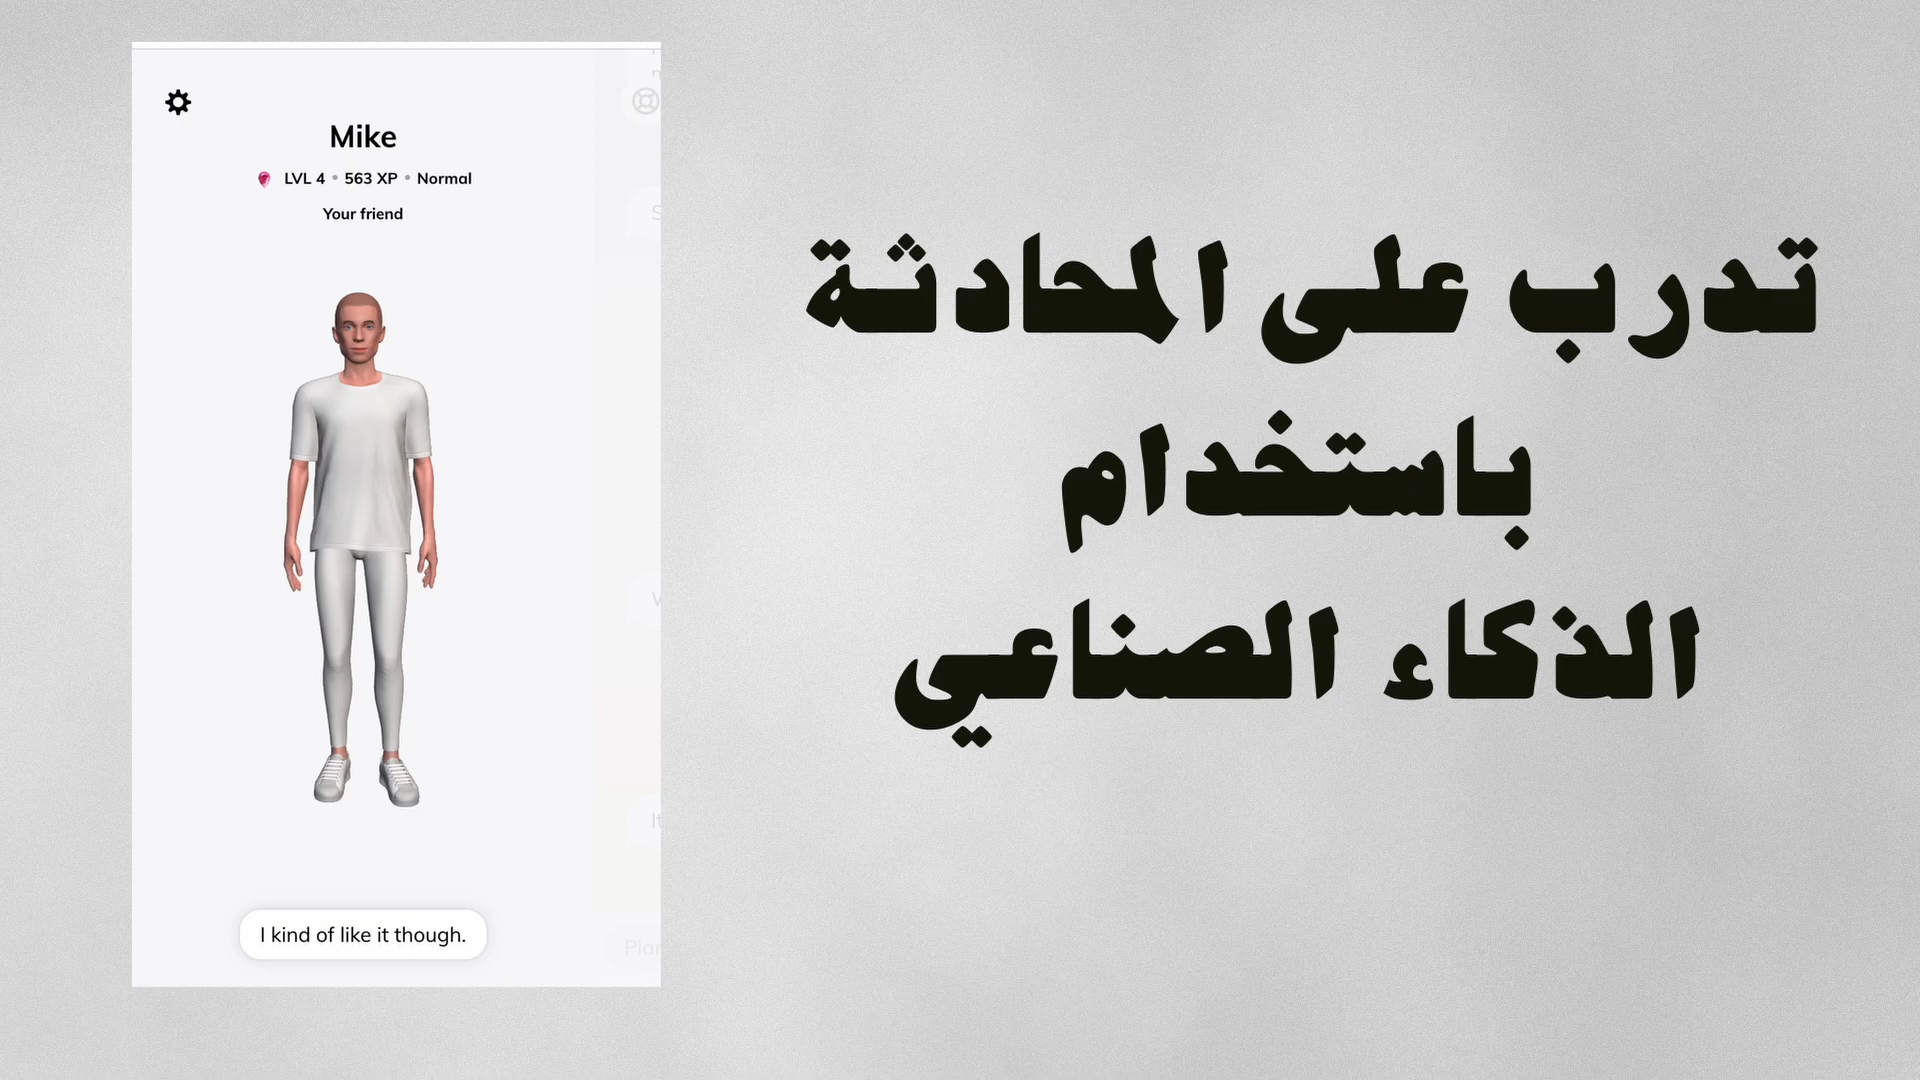 Mike
LVL 4 • 563 XP • Normal
Your friend
I kind of like it though.
تدرب على المحادثة
باستخدام
الذكاء الصناعي